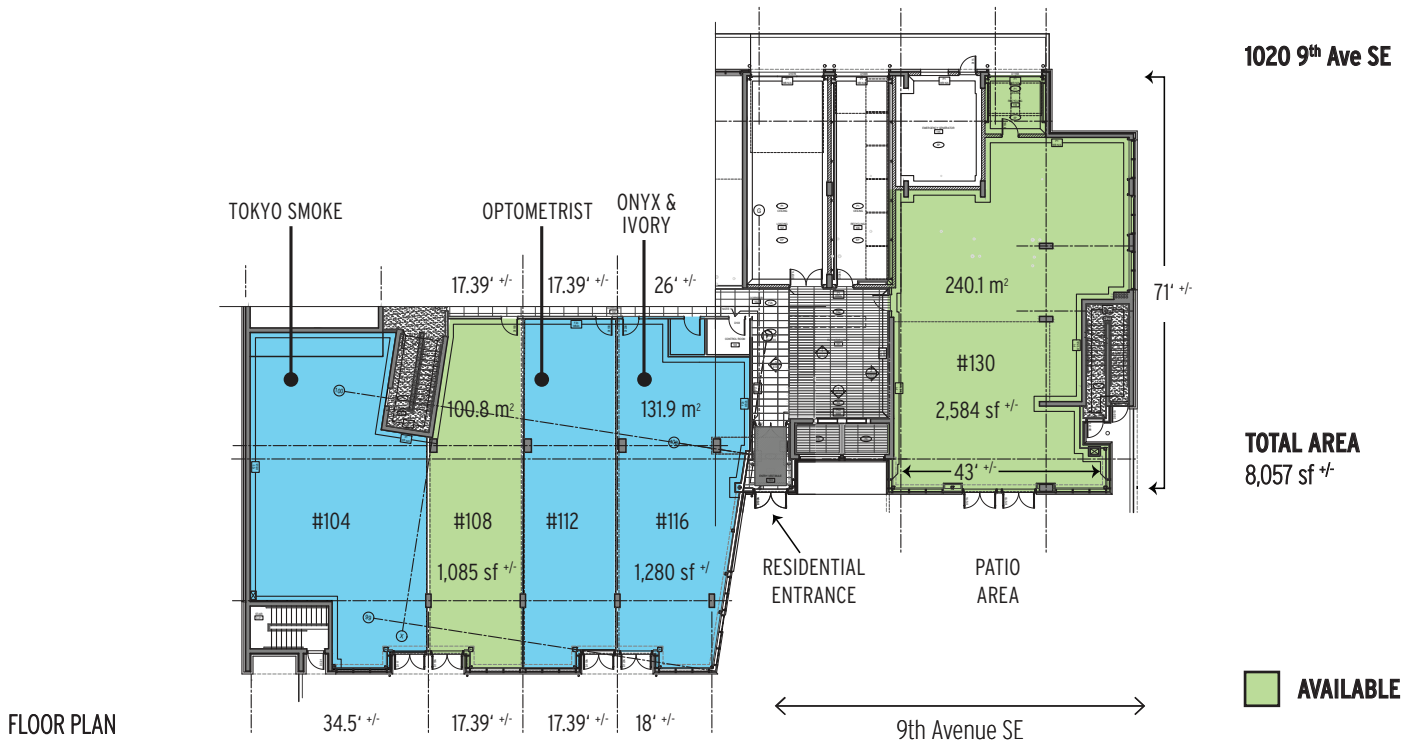 1020 9th Ave SE
TOKYO SMOKE
OPTOMETRIST
ONYX &
IVORY
17.39' +/-
17.39' +/-
26' +/-
240.1 m²
71' +/-
#130
2,584 sf +/-
100.8 m²
131.9 m²
43' +/-
TOTAL AREA
8,057 sf +/-
#104
#108
#112
#116
1,085 sf +/-
1,280 sf +/
RESIDENTIAL
ENTRANCE
PATIO
AREA
AVAILABLE
FLOOR PLAN
34.5' +/-
17.39' +/-
17.39' +/-
18' +/-
9th Avenue SE